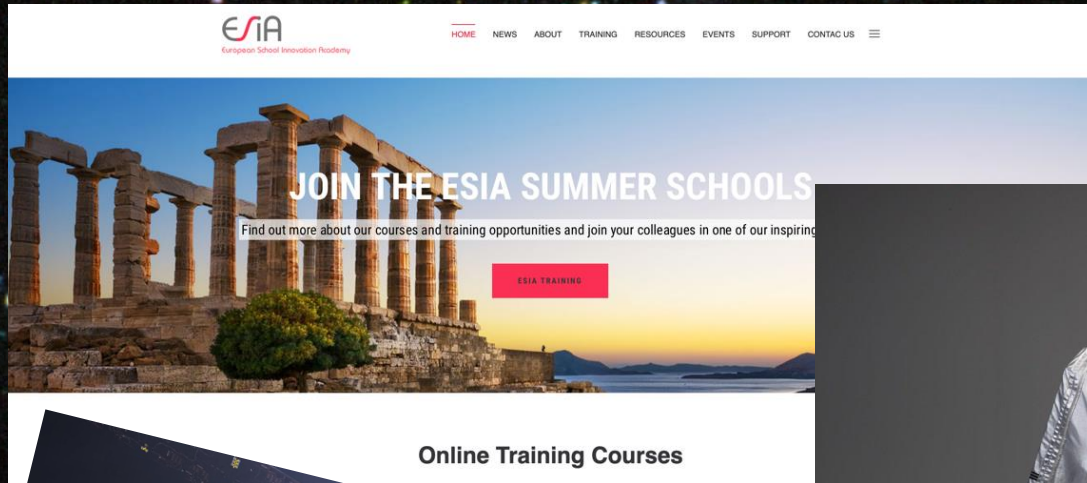 ESiA
European School Innovation Academy
HOME NEWS ABOUT TRAINING RESOURCES EVENTS SUPPORT CONTAC US
JOIN THE ESIA SUMMER SCHOOLS
Find out more about our courses and training opportunities and join your colleagues in one of our inspiring
ESIA TRAINING
Online Training Courses